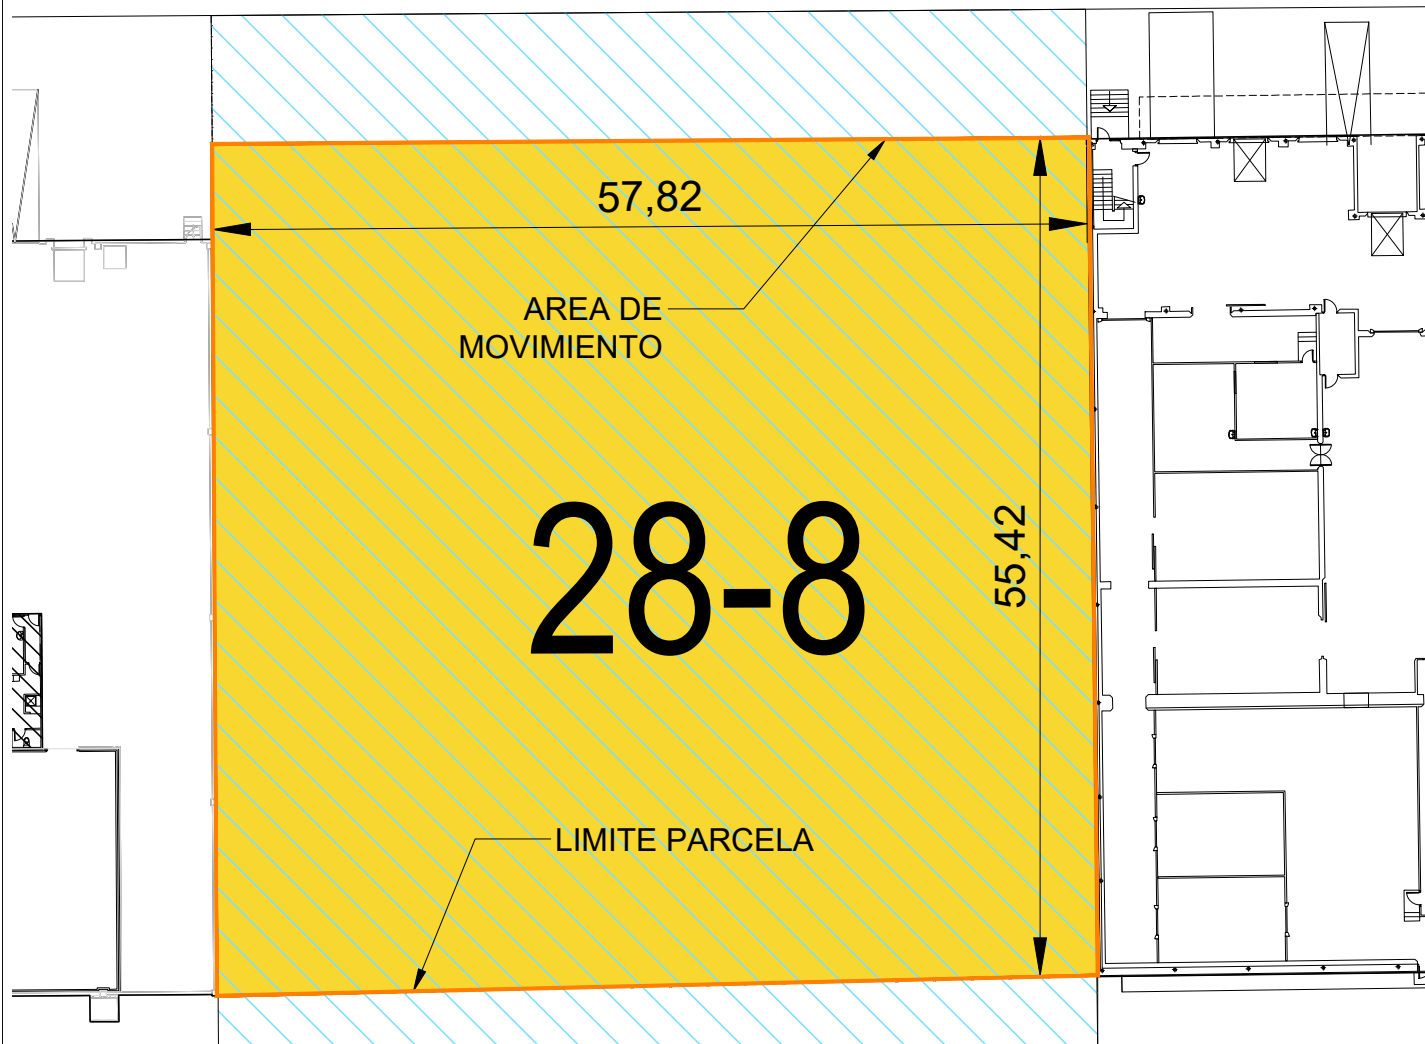 57,82
AREA DE
MOVIMIENTO
28-8
55,42
LIMITE PARCELA